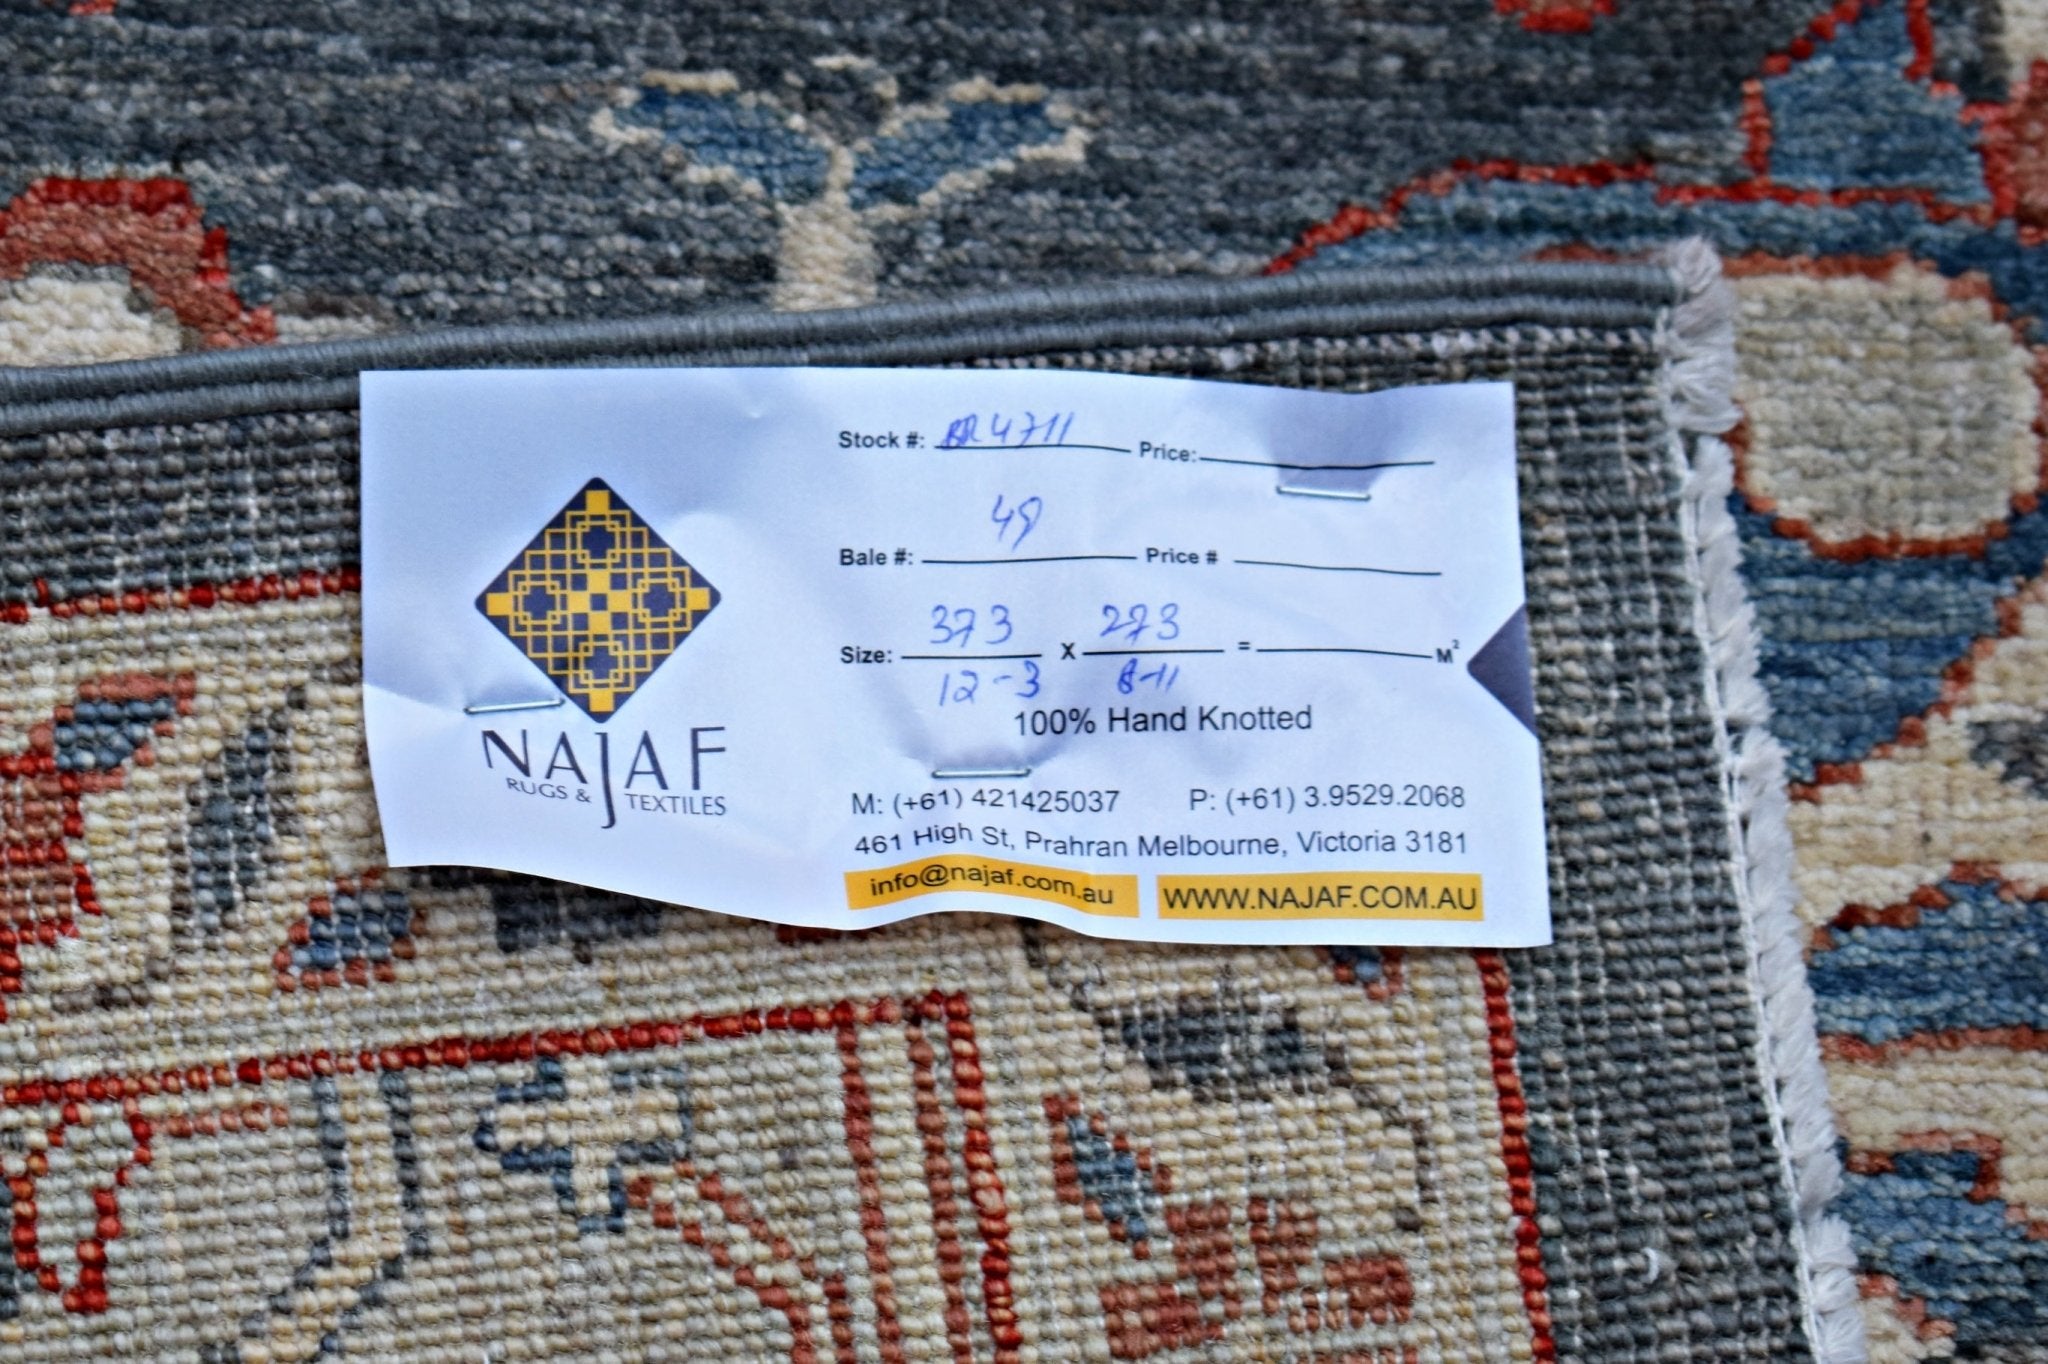 NAJAF
RUGS & TEXTILES
Stock #: AR 4711 Price:
Bale #: 49 Price #
Size: 373 X 273 = M²
12-3 8-11
100% Hand Knotted
M: (+61) 421425037 P: (+61) 3.9529.2068
461 High St, Prahran Melbourne, Victoria 3181
info@najaf.com.au WWW.NAJAF.COM.AU